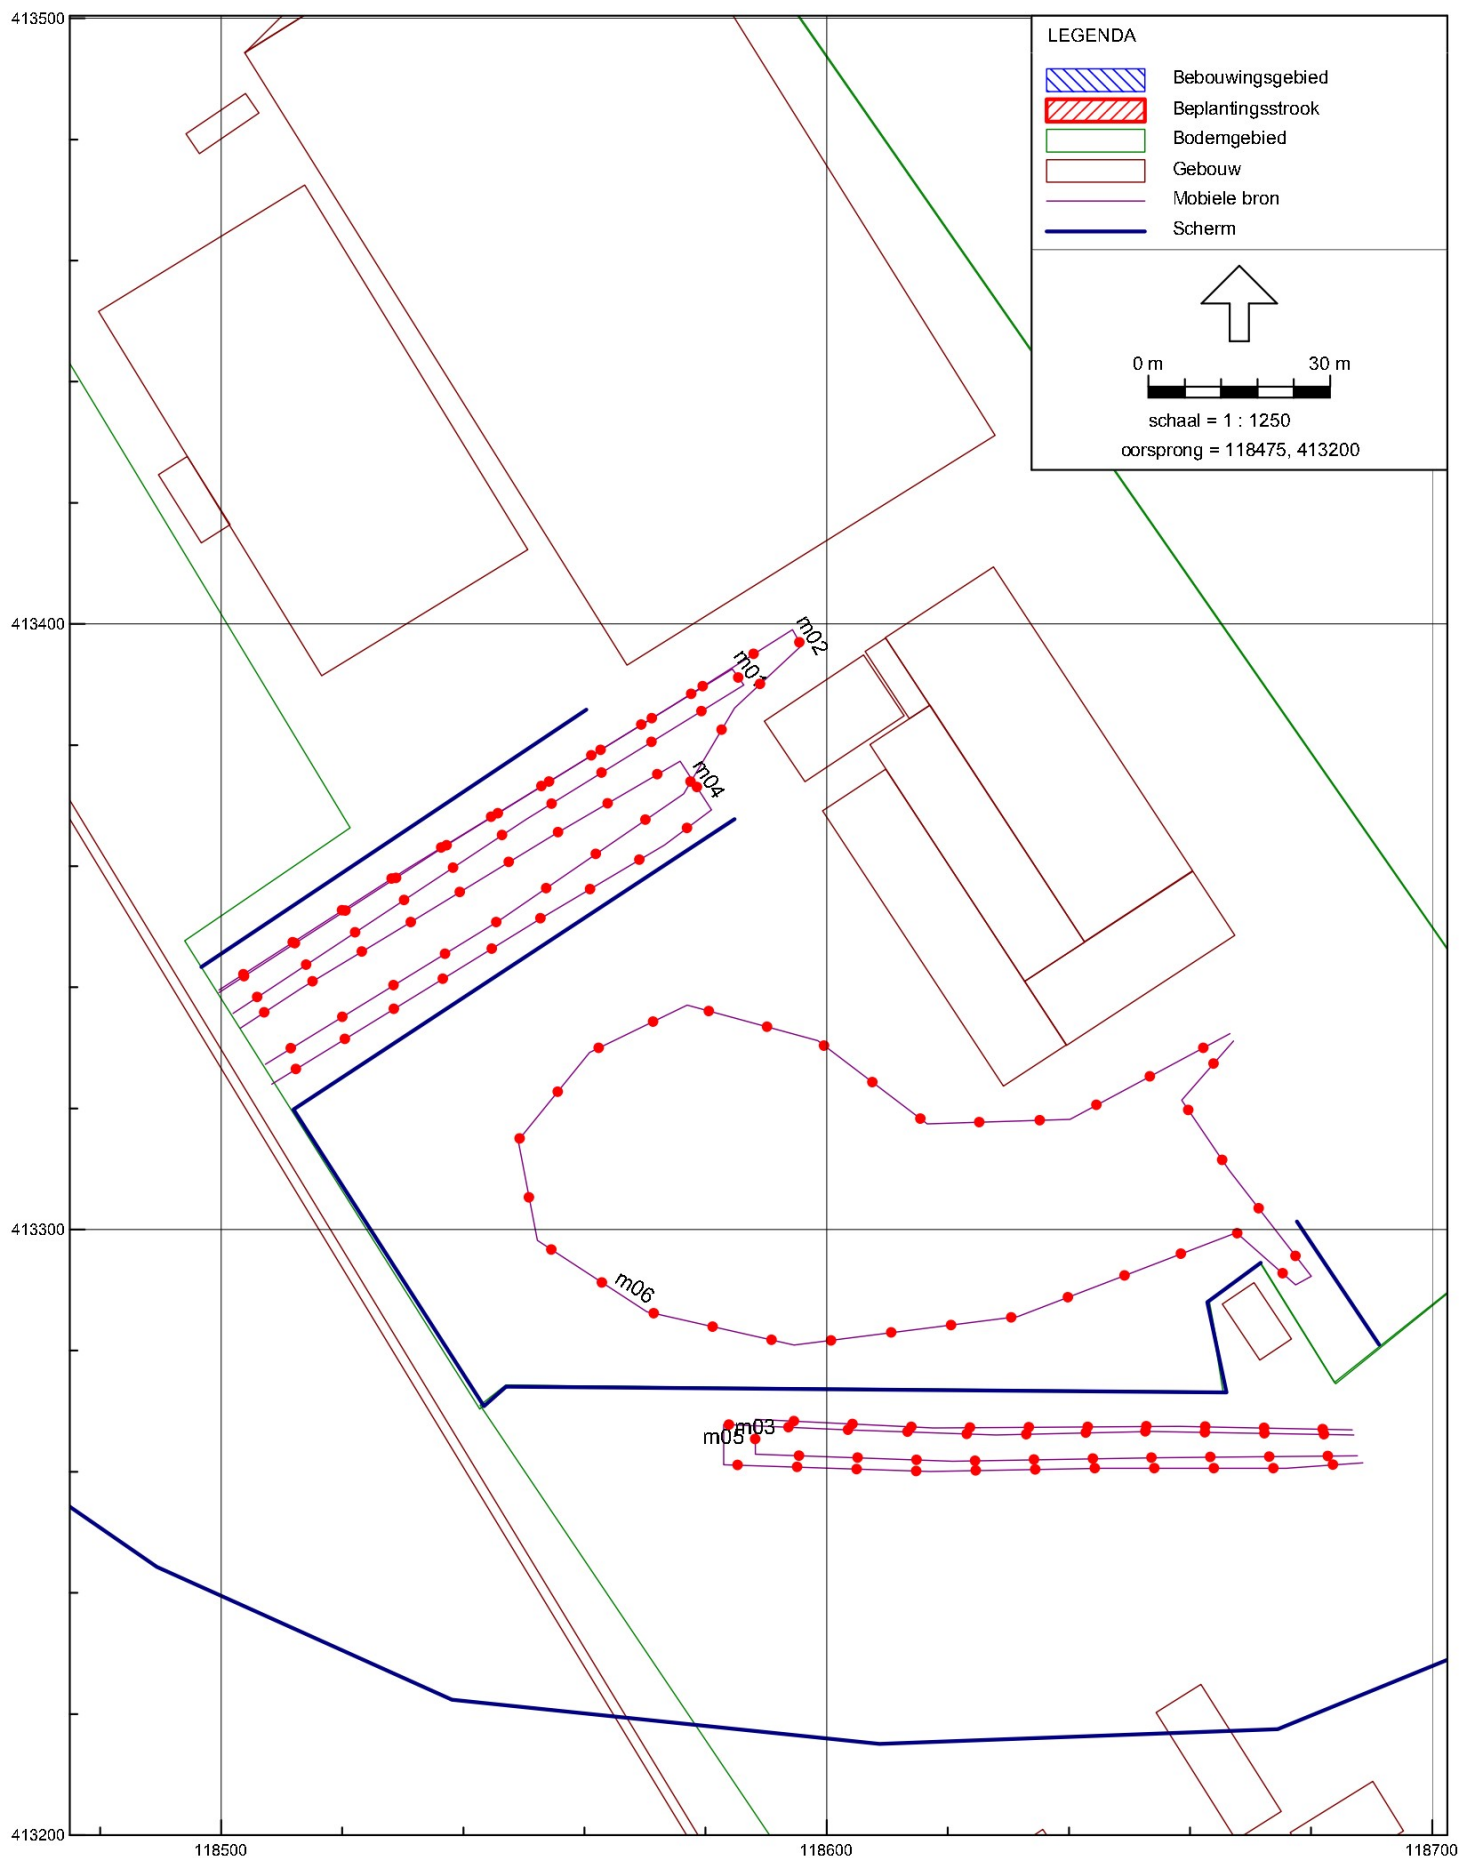 413500
LEGENDA
Bebouwingsgebied
Beplantingsstrook
Bodemgebied
Gebouw
Mobiele bron
Scherm
0 m 30 m
schaal = 1 : 1250
oorsprong = 118475, 413200
413400
m02
m01
m04
413300
m06
m03
m05
413200
118500 118600 118700